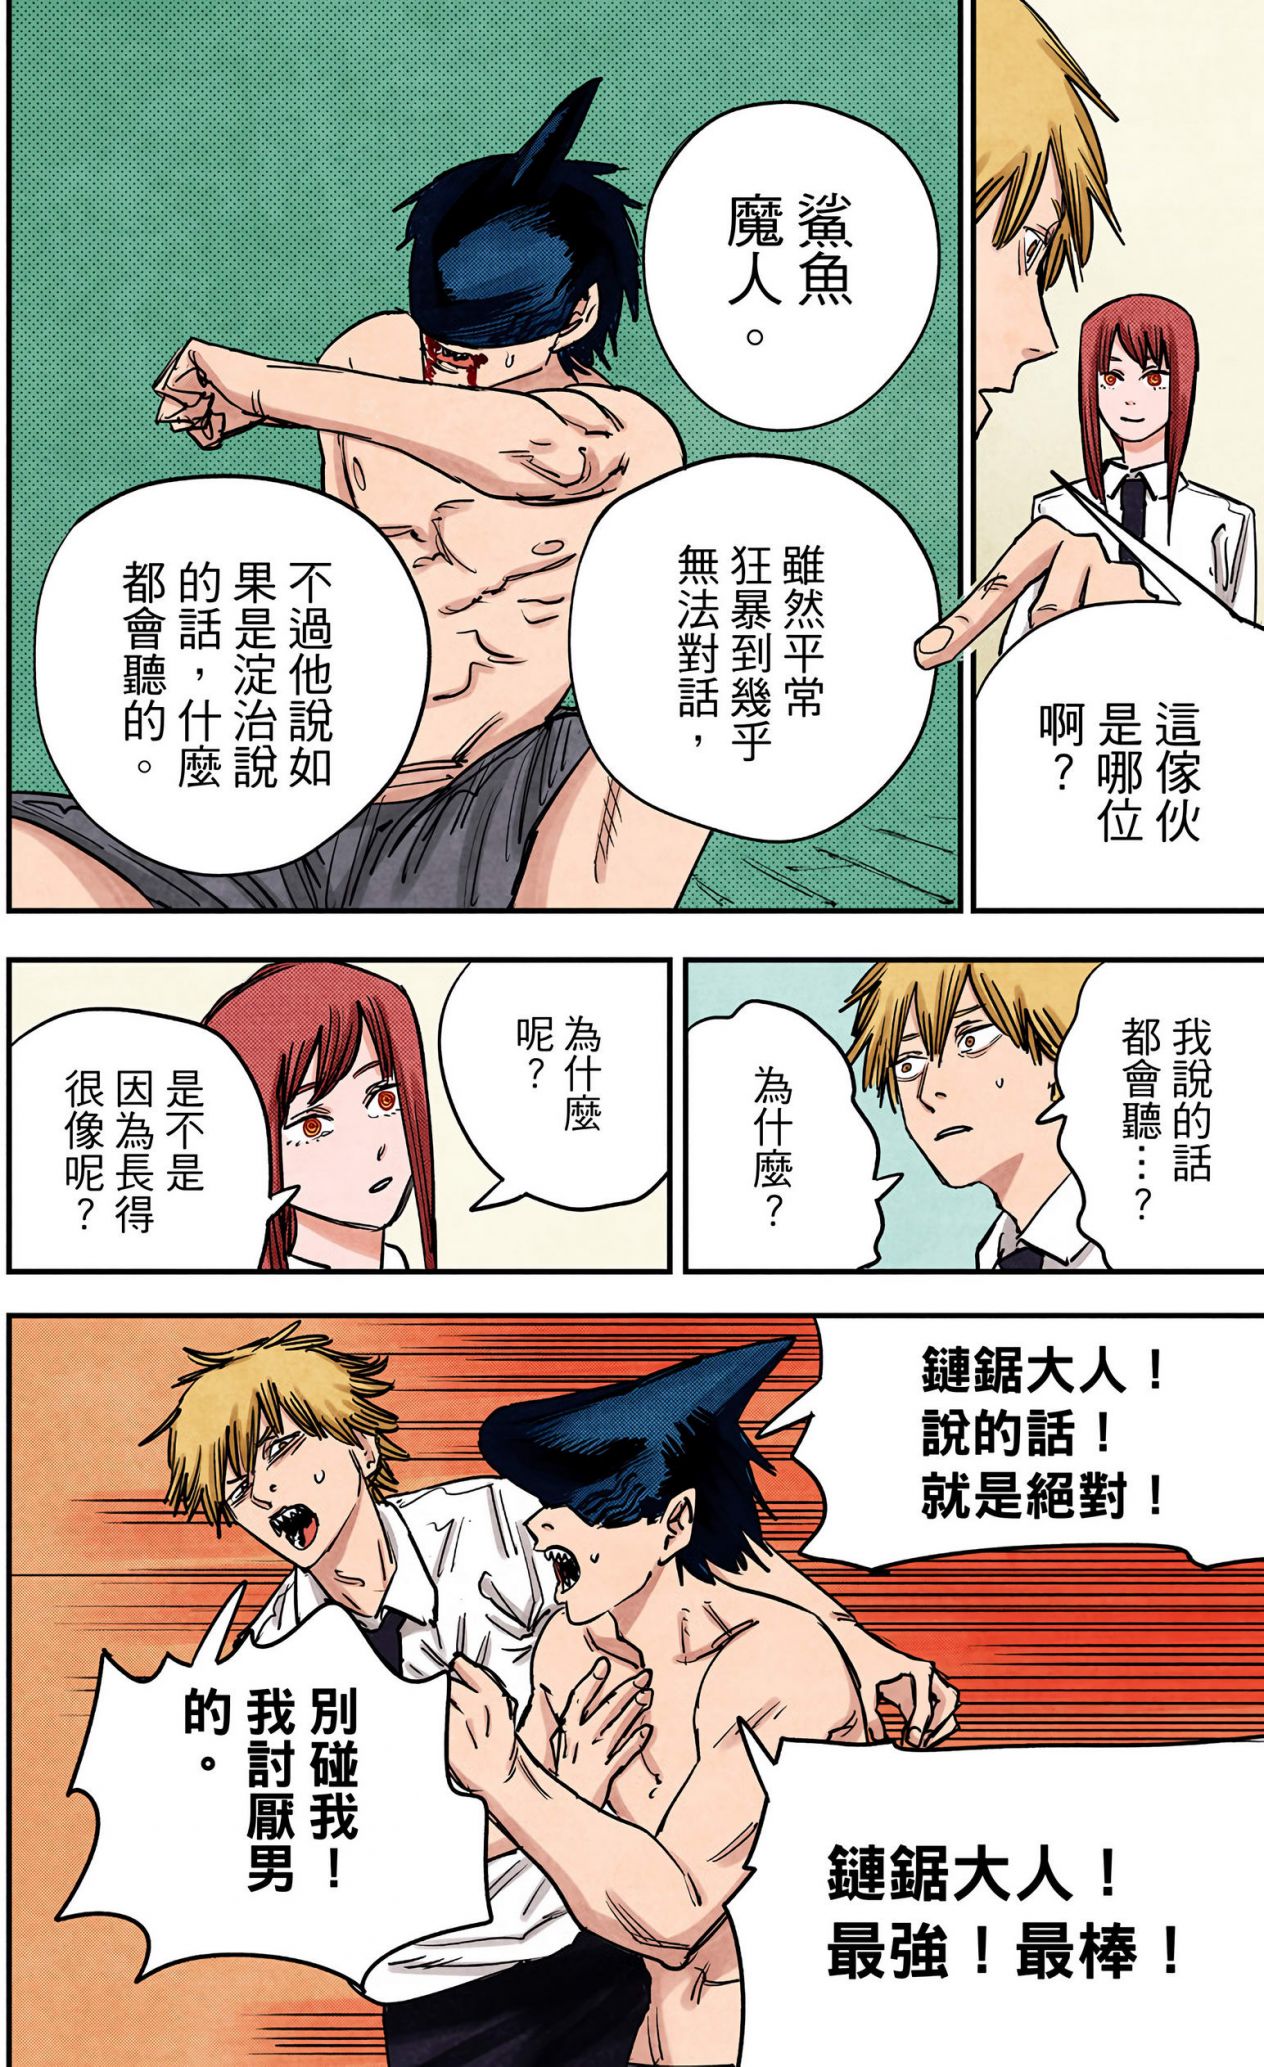 這傢伙
是哪位
啊？
鯊魚
魔人。
雖然平常
狂暴到幾乎
無法對話，
不過他說如
果是淀治說
的話，什麼
都會聽的。
我說的話
都會聽…？
為什麼？
為什麼
呢？
是不是
因為長得
很像呢？
鏈鋸大人！
說的話！
就是絕對！
鏈鋸大人！
最強！最棒！
別碰我！
我討厭男
的。